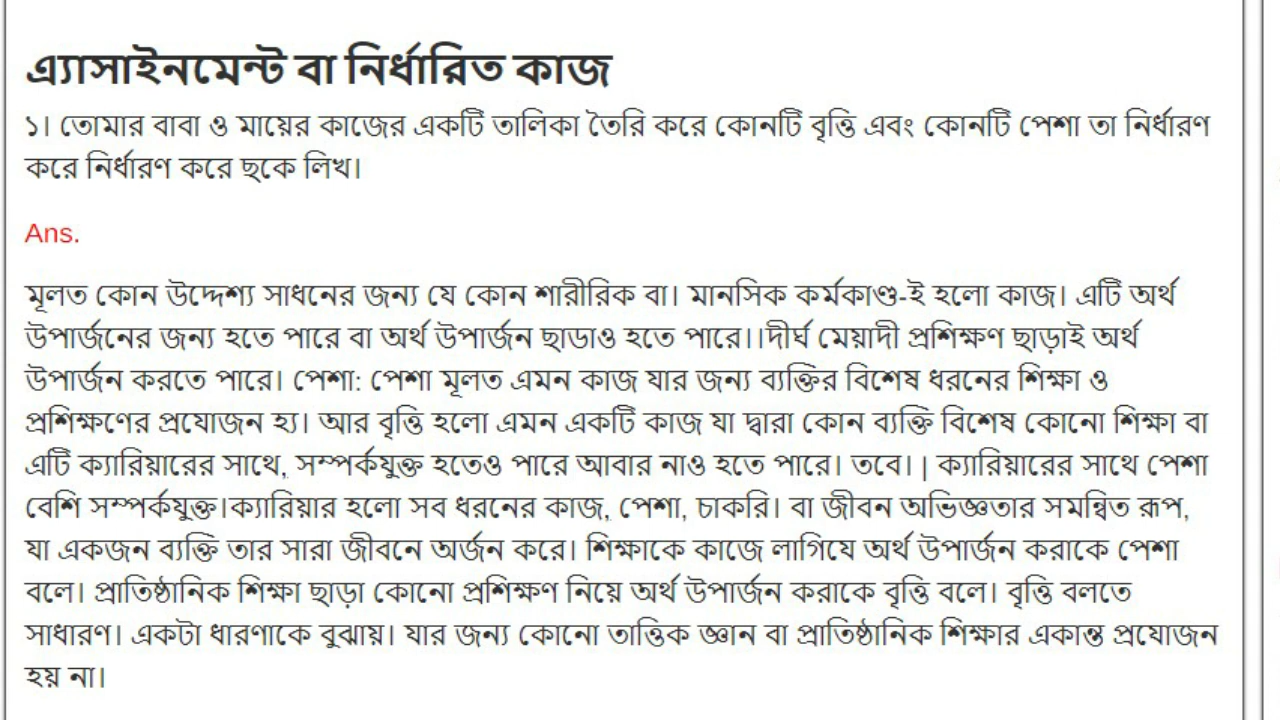 এ্যাসাইনমেন্ট বা নির্ধারিত কাজ
১। তোমার বাবা ও মায়ের কাজের একটি তালিকা তৈরি করে কোনটি বৃত্তি এবং কোনটি পেশা তা নির্ধারণ
করে নির্ধারণ করে ছকে লিখ।
Ans.
মূলত কোন উদ্দেশ্য সাধনের জন্য যে কোন শারীরিক বা। মানসিক কর্মকাণ্ড-ই হলো কাজ। এটি অর্থ
উপার্জনের জন্য হতে পারে বা অর্থ উপার্জন ছাডাও হতে পারে।।দীর্ঘ মেয়াদী প্রশিক্ষণ ছাড়াই অর্থ
উপার্জন করতে পারে। পেশা: পেশা মূলত এমন কাজ যার জন্য ব্যক্তির বিশেষ ধরনের শিক্ষা ও
প্রশিক্ষণের প্রযোজন হ্য। আর বৃত্তি হলো এমন একটি কাজ যা দ্বারা কোন ব্যক্তি বিশেষ কোনো শিক্ষা বা
এটি ক্যারিয়ারের সাথে, সম্পর্কযুক্ত হতেও পারে আবার নাও হতে পারে। তবে। | ক্যারিয়ারের সাথে পেশা
বেশি সম্পর্কযুক্ত।ক্যারিয়ার হলো সব ধরনের কাজ, পেশা, চাকরি। বা জীবন অভিজ্ঞতার সমন্বিত রূপ,
যা একজন ব্যক্তি তার সারা জীবনে অর্জন করে। শিক্ষাকে কাজে লাগিযে অর্থ উপার্জন করাকে পেশা
বলে। প্রাতিষ্ঠানিক শিক্ষা ছাড়া কোনো প্রশিক্ষণ নিয়ে অর্থ উপার্জন করাকে বৃত্তি বলে। বৃত্তি বলতে
সাধারণ। একটা ধারণাকে বুঝায়। যার জন্য কোনো তাত্তিক জ্ঞান বা প্রাতিষ্ঠানিক শিক্ষার একান্ত প্রযোজন
হয় না।